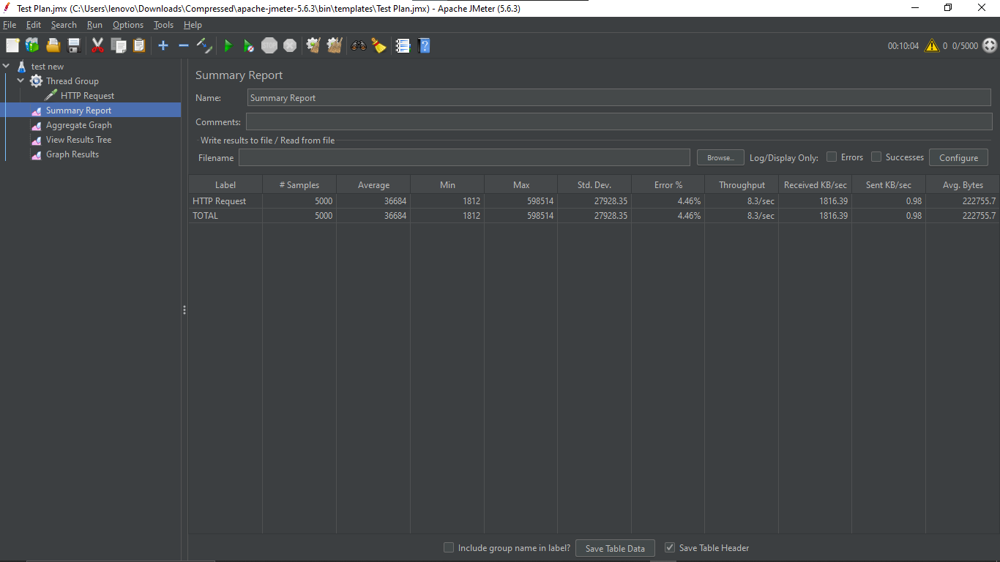 Test Plan.jmx (C:\Users\lenovo\Downloads\Compressed\apache-jmeter-5.6.3\bin\templates\Test Plan.jmx) - Apache JMeter (5.6.3)
File Edit Search Run Options Tools Help
STOP 00:10:04 0 0/5000
test new
Thread Group
HTTP Request
Summary Report
Aggregate Graph
View Results Tree
Graph Results
Summary Report
Name: Summary Report
Comments:
Write results to file / Read from file
Filename Browse... Log/Display Only: Errors Successes Configure
Label # Samples Average Min Max Std. Dev. Error % Throughput Received KB/sec Sent KB/sec Avg. Bytes
HTTP Request 5000 36684 1812 598514 27928.35 4.46% 8.3/sec 1816.39 0.98 222755.7
TOTAL 5000 36684 1812 598514 27928.35 4.46% 8.3/sec 1816.39 0.98 222755.7
Include group name in label? Save Table Data Save Table Header